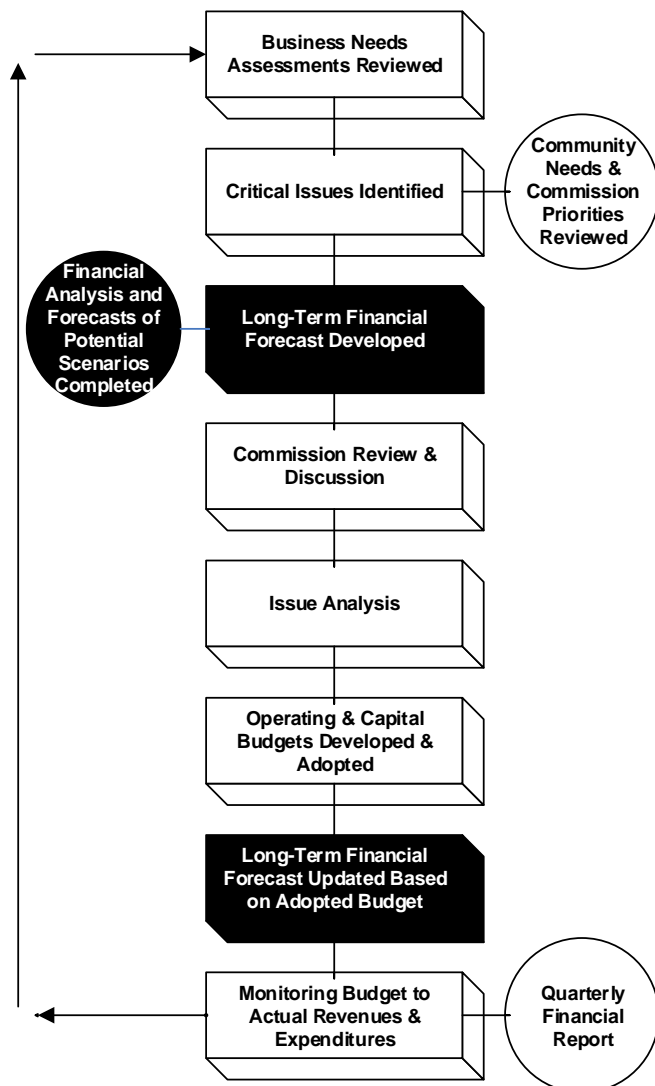 Business Needs
Assessments Reviewed
Critical Issues Identified
Community
Needs &
Commission
Priorities
Reviewed
Financial
Analysis and
Forecasts of
Potential
Scenarios
Completed
Long-Term Financial
Forecast Developed
Commission Review &
Discussion
Issue Analysis
Operating & Capital
Budgets Developed &
Adopted
Long-Term Financial
Forecast Updated Based
on Adopted Budget
Monitoring Budget to
Actual Revenues &
Expenditures
Quarterly
Financial
Report